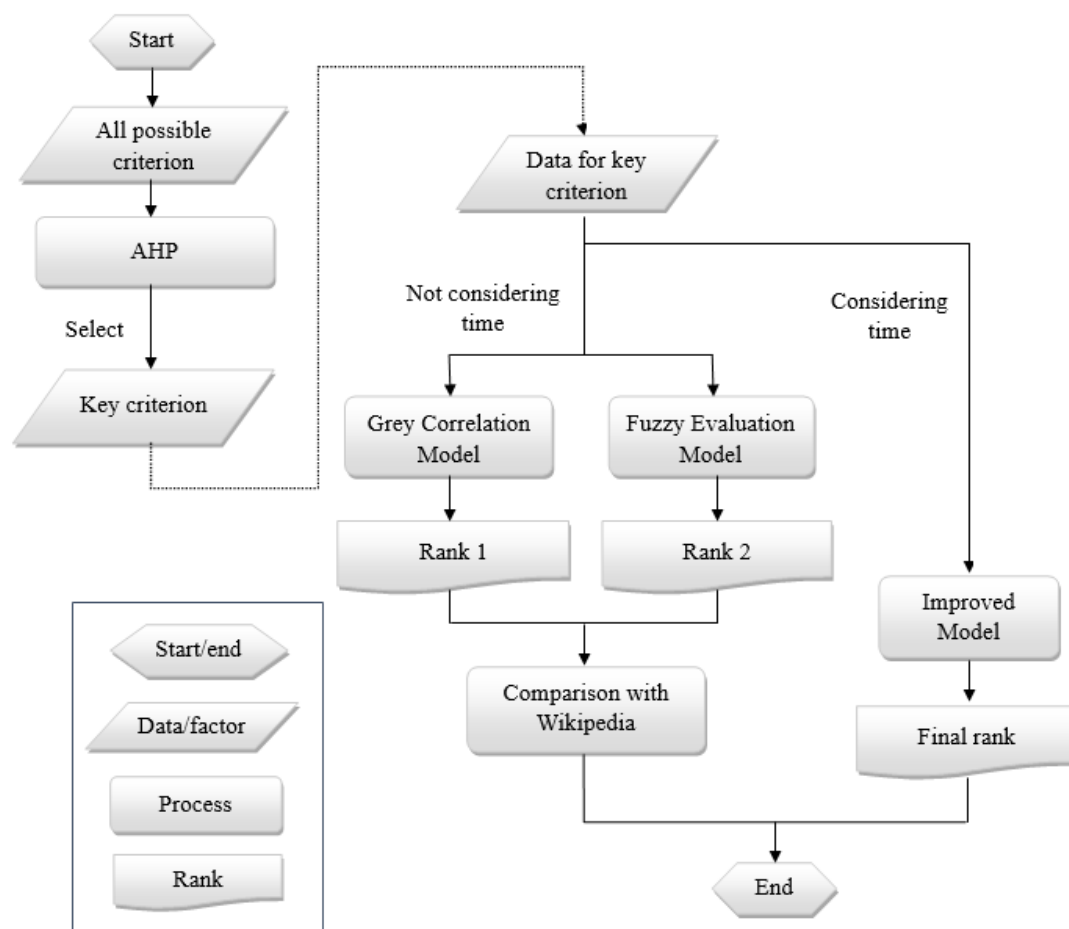 Start
All possible
criterion
AHP
Select
Key criterion
Data for key
criterion
Not considering
time
Considering
time
Grey Correlation
Model
Fuzzy Evaluation
Model
Rank 1
Rank 2
Improved
Model
Comparison with
Wikipedia
Final rank
End
Start/end
Data/factor
Process
Rank